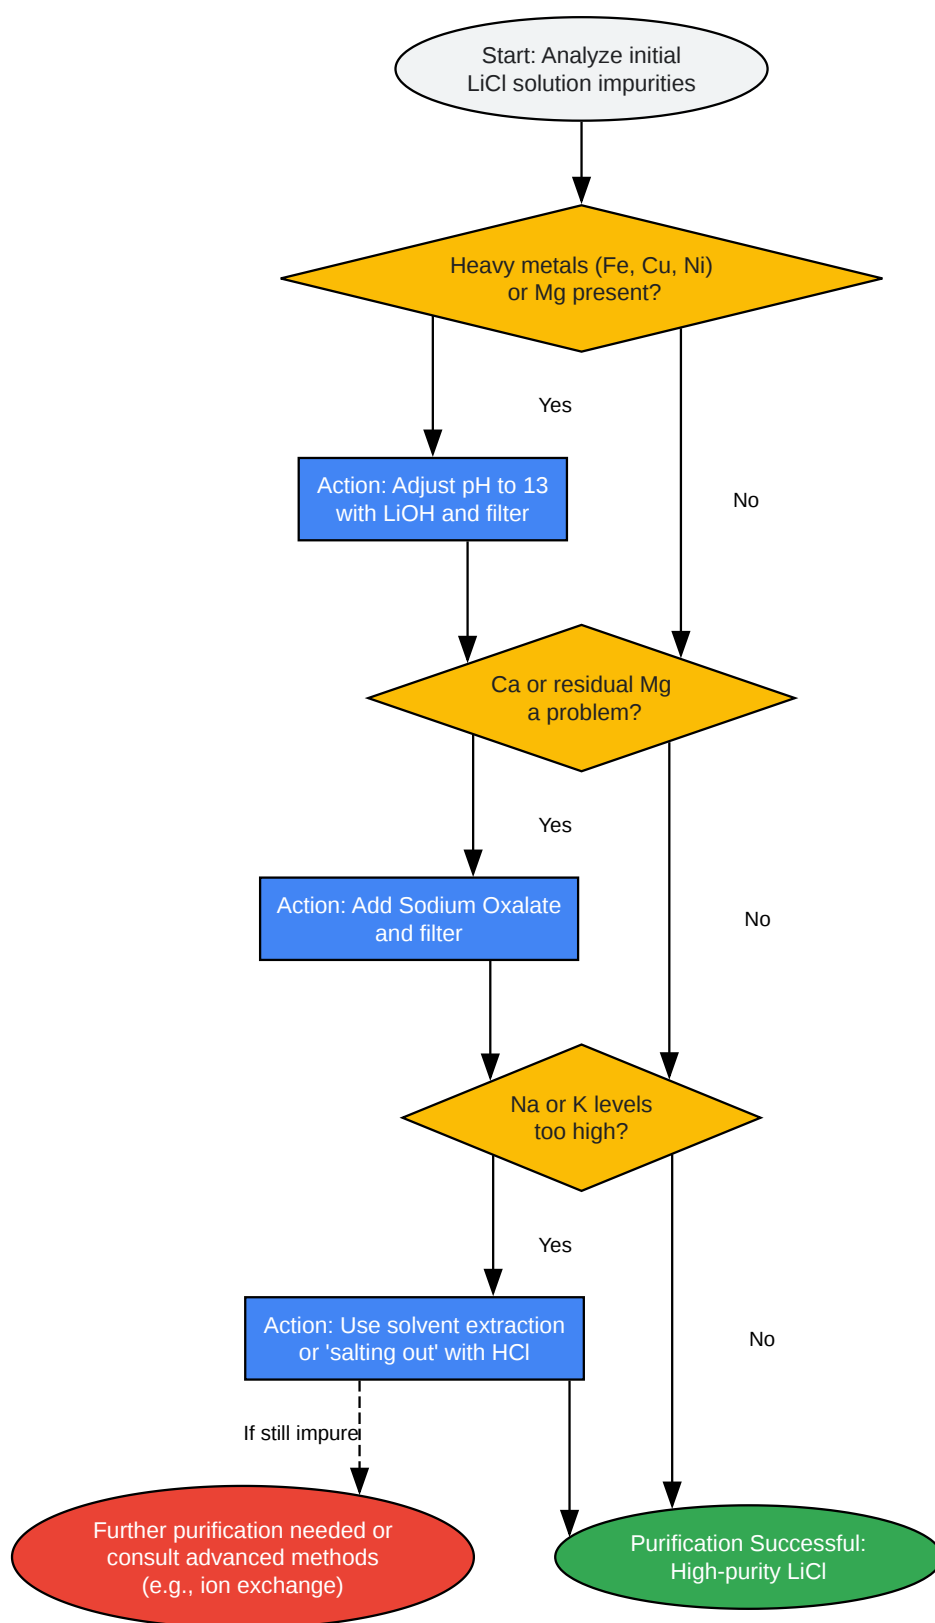 Start: Analyze initial
LiCl solution impurities
Heavy metals (Fe, Cu, Ni)
or Mg present?
Yes
Action: Adjust pH to 13
with LiOH and filter
No
Ca or residual Mg
a problem?
Yes
Action: Add Sodium Oxalate
and filter
No
Na or K levels
too high?
Yes
Action: Use solvent extraction
or 'salting out' with HCl
No
If still impure
Further purification needed or
consult advanced methods
(e.g., ion exchange)
Purification Successful:
High-purity LiCl